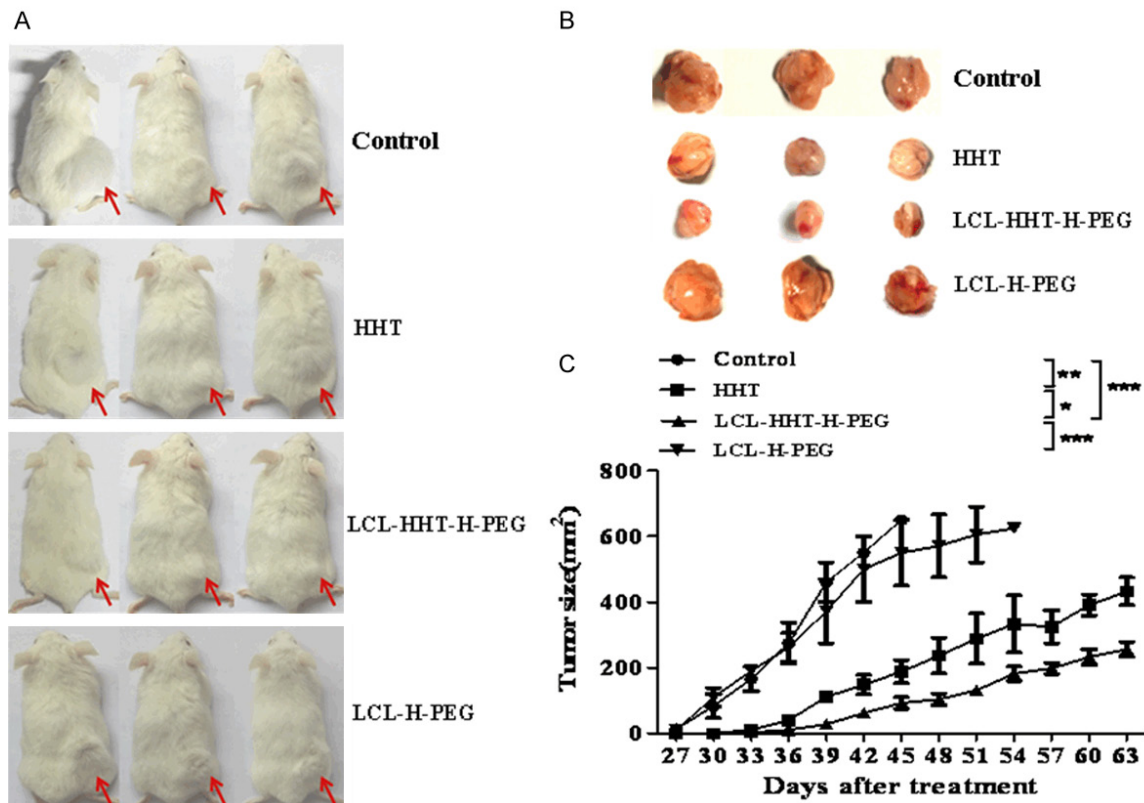 A
Control
HHT
LCL-HHT-H-PEG
LCL-H-PEG
B
Control
HHT
LCL-HHT-H-PEG
LCL-H-PEG
C
Control
HHT
LCL-HHT-H-PEG
LCL-H-PEG
**
*
***
***
Tumor size(mm²)
800
600
400
200
0
27 30 33 36 39 42 45 48 51 54 57 60 63
Days after treatment